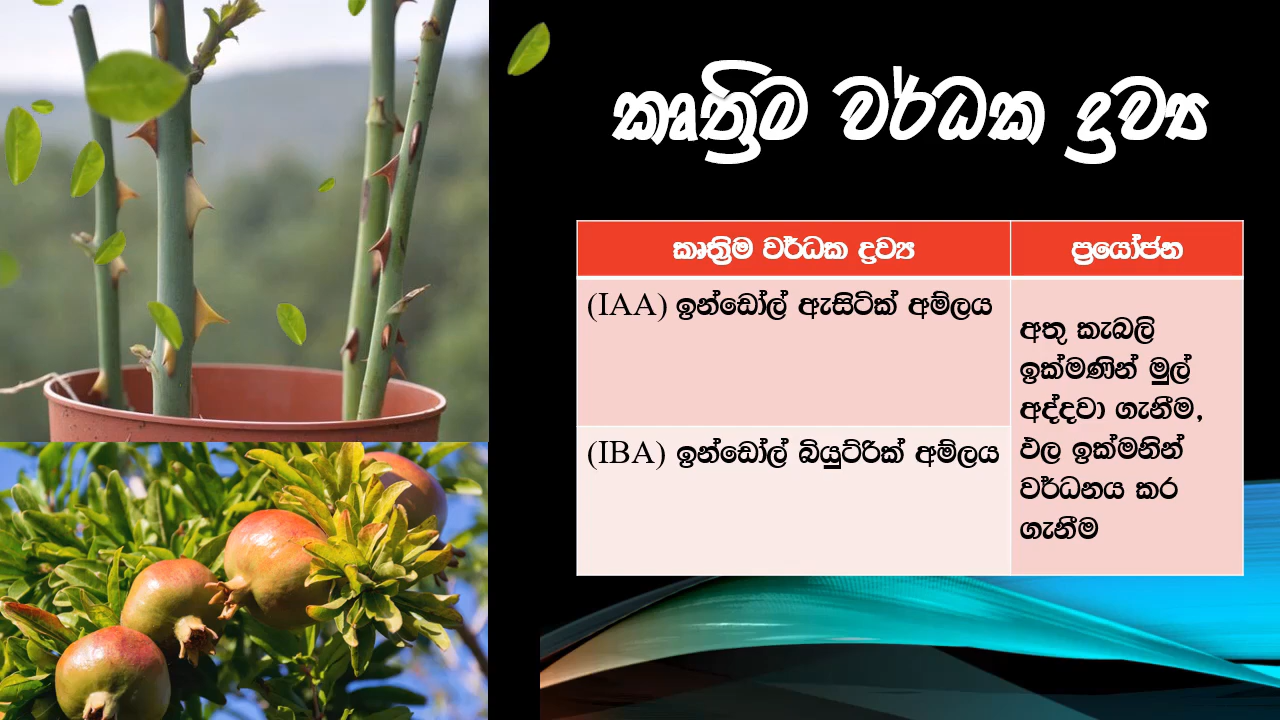 කෘත්‍රිම වර්ධක ද්‍රව්‍ය
කෘත්‍රිම වර්ධක ද්‍රව්‍ය
ප්‍රයෝජන
(IAA) ඉන්ඩෝල් ඇසිටික් අම්ලය
(IBA) ඉන්ඩෝල් බියුට්රික් අම්ලය
අතු කැබලි
ඉක්මණින් මුල්
අද්දවා ගැනීම,
ඵල ඉක්මනින්
වර්ධනය කර
ගැනීම